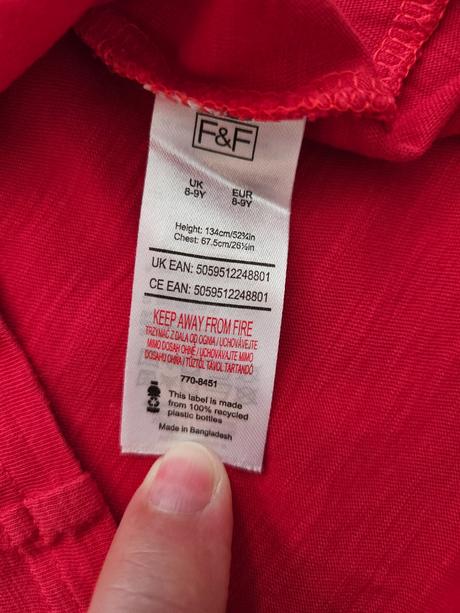 F&F
UK EUR
8-9Y 8-9Y
Height: 134cm/52¾in
Chest: 67.5cm/26½in
UK EAN: 5059512248801
CE EAN: 5059512248801
KEEP AWAY FROM FIRE
TRZYMAĆ Z DALA OD OGNIA / UCHOVÁVEJTE
MIMO DOSAH OHNĚ / UCHOVÁVAJTE MIMO
DOSAHU OHŇA / TŰZTŐL TÁVOL TARTANDÓ
770-8451
This label is made
from 100% recycled
plastic bottles
Made in Bangladesh